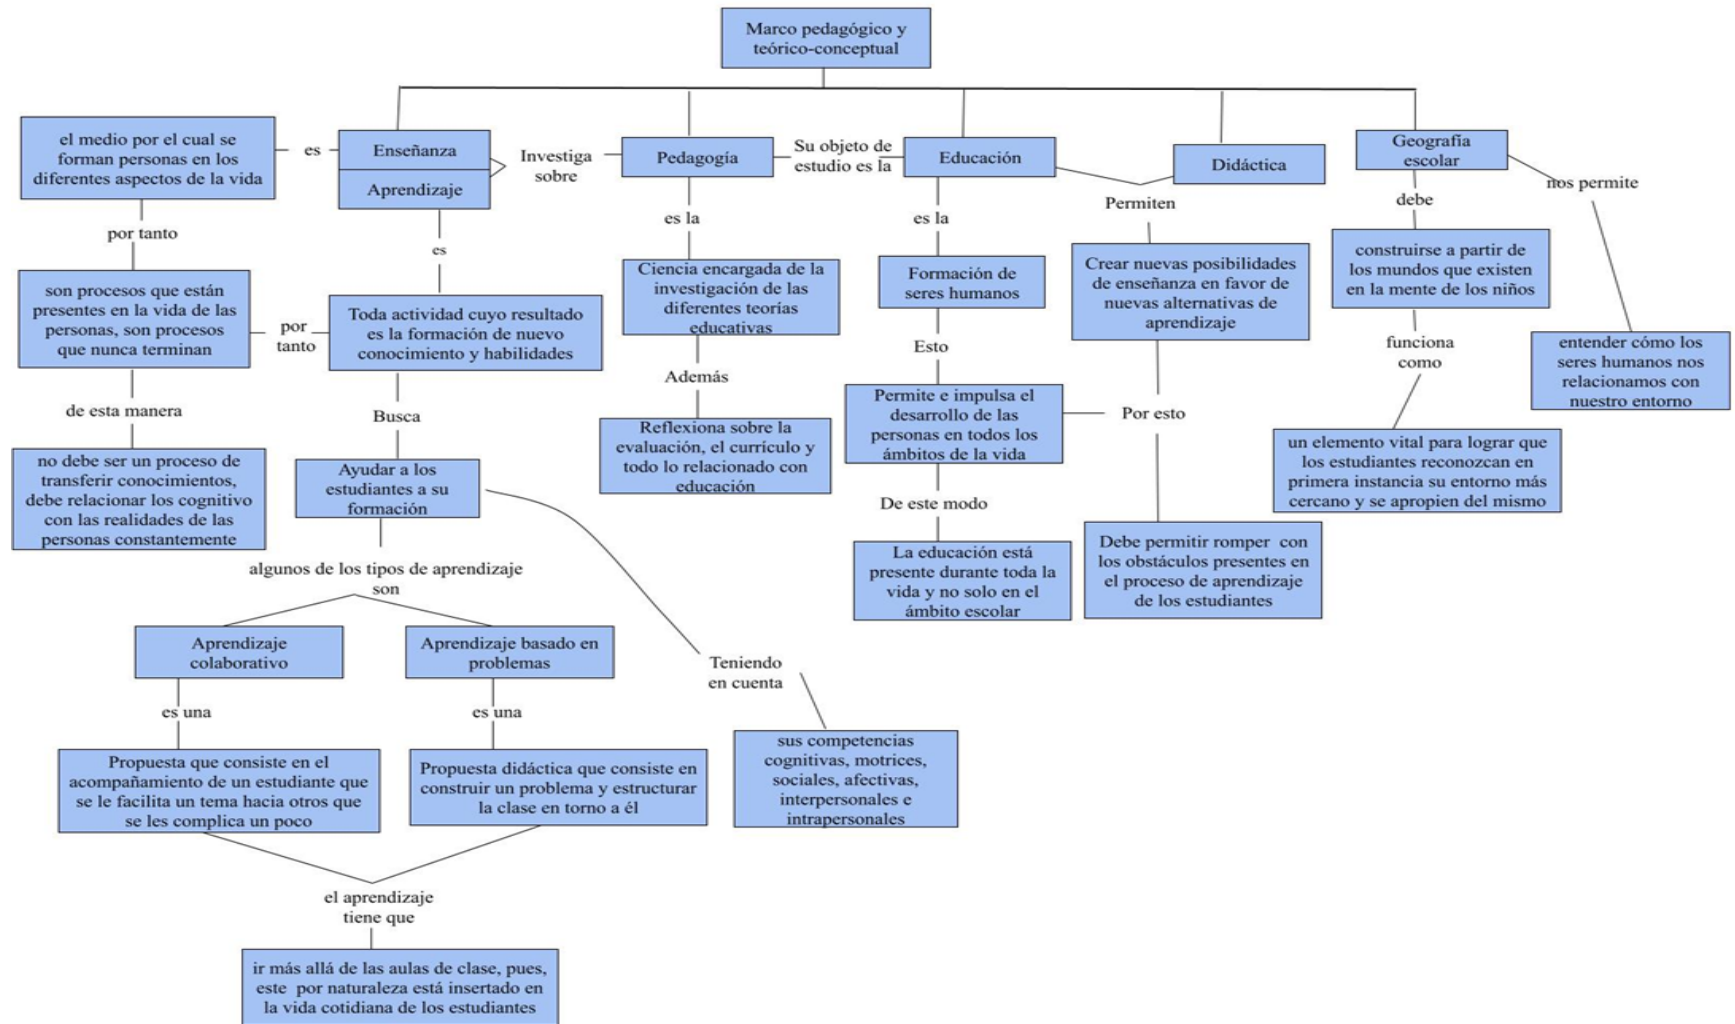 Marco pedagógico y
teórico-conceptual
el medio por el cual se
forman personas en los
diferentes aspectos de la vida
es
Enseñanza
Aprendizaje
Investiga
sobre
Pedagogía
Su objeto de
estudio es la
Educación
Didáctica
Geografía
escolar
nos permite
por tanto
es
es la
es la
Permiten
debe
son procesos que están
presentes en la vida de las
personas, son procesos
que nunca terminan
por
tanto
Toda actividad cuyo resultado
es la formación de nuevo
conocimiento y habilidades
Ciencia encargada de la
investigación de las
diferentes teorías
educativas
Formación de
seres humanos
Crear nuevas posibilidades
de enseñanza en favor de
nuevas alternativas de
aprendizaje
construirse a partir de
los mundos que existen
en la mente de los niños
entender cómo los
seres humanos nos
relacionamos con
nuestro entorno
de esta manera
Busca
Además
Esto
funciona
como
no debe ser un proceso de
transferir conocimientos,
debe relacionar los cognitivo
con las realidades de las
personas constantemente
Ayudar a los
estudiantes a su
formación
Reflexiona sobre la
evaluación, el currículo y
todo lo relacionado con
educación
Permite e impulsa el
desarrollo de las
personas en todos los
ámbitos de la vida
Por esto
un elemento vital para lograr que
los estudiantes reconozcan en
primera instancia su entorno más
cercano y se apropien del mismo
De este modo
La educación está
presente durante toda la
vida y no solo en el
ámbito escolar
Debe permitir romper con
los obstáculos presentes en
el proceso de aprendizaje
de los estudiantes
algunos de los tipos de aprendizaje
son
Aprendizaje
colaborativo
Aprendizaje basado en
problemas
Teniendo
en cuenta
es una
es una
Propuesta que consiste en el
acompañamiento de un estudiante que
se le facilita un tema hacia otros que
se les complica un poco
Propuesta didáctica que consiste en
construir un problema y estructurar
la clase en torno a él
sus competencias
cognitivas, motrices,
sociales, afectivas,
interpersonales e
intrapersonales
el aprendizaje
tiene que
ir más allá de las aulas de clase, pues,
este por naturaleza está insertado en
la vida cotidiana de los estudiantes